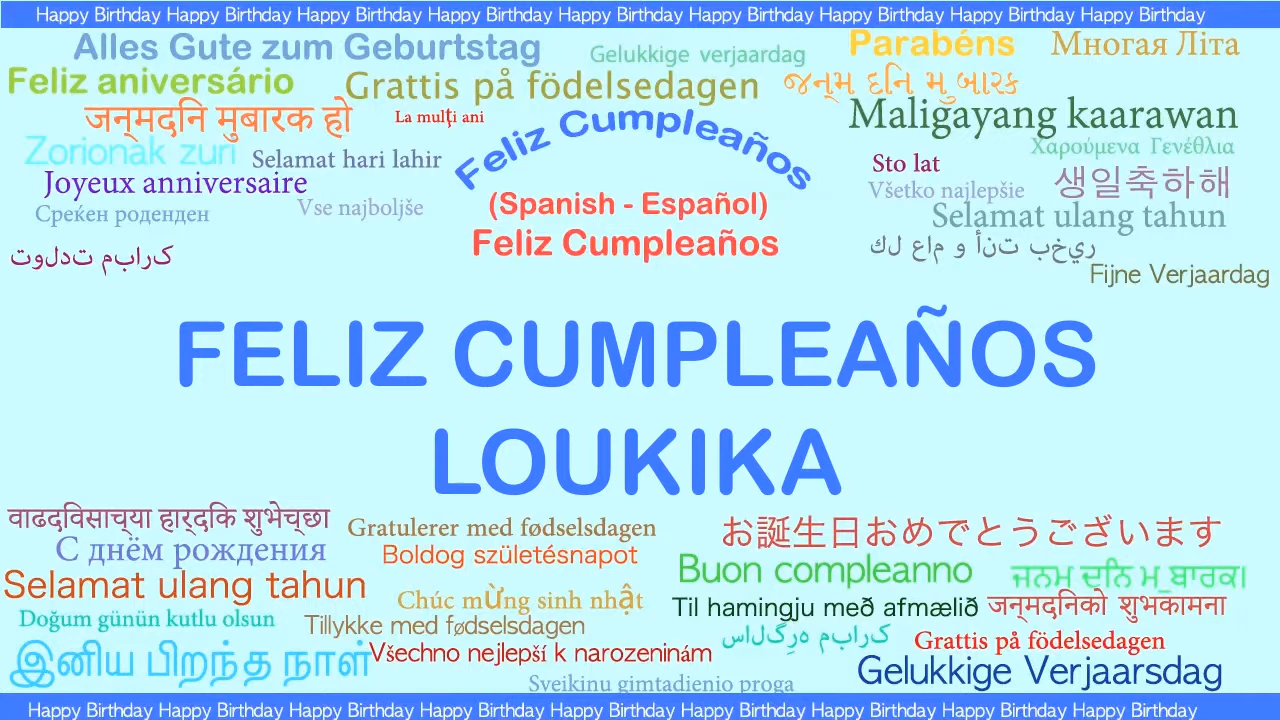 Happy Birthday Happy Birthday Happy Birthday Happy Birthday Happy Birthday Happy Birthday Happy Birthday Happy Birthday Happy Birthday
Alles Gute zum Geburtstag
Gelukkige verjaardag
Parabéns
Многая Літа
Feliz aniversário
Grattis på födelsedagen
જન્મ દિન મુબારક
जन्मदिन मुबारक हो
La mulţi ani
Feliz Cumpleaños
Maligayang kaarawan
Zorionak zuri
Selamat hari lahir
Sto lat
Χαρούμενα Γενέθλια
Joyeux anniversaire
(Spanish - Español)
Všetko najlepšie
생일축하해
Среќен роденден
Vse najboljše
Feliz Cumpleaños
Selamat ulang tahun
تولدت مبارک
كل عام و أنت بخير
Fijne Verjaardag
FELIZ CUMPLEAÑOS
LOUKIKA
वाढदिवसाच्या हार्दिक शुभेच्छा
Gratulerer med fødselsdagen
お誕生日おめでとうございます
С днём рождения
Boldog születésnapot
Buon compleanno
ਜਨਮ ਦਿਨ ਮੁਬਾਰਕ।
Selamat ulang tahun
Chúc mừng sinh nhật
Til hamingju með afmælið
जन्मदिनको शुभकामना
Doğum günün kutlu olsun
Tillykke med fødselsdagen
سالگرہ مبارک
Grattis på födelsedagen
இனிய பிறந்த நாள்
Všechno nejlepší k narozeninám
Gelukkige Verjaarsdag
Sveikinu gimtadienio proga
Happy Birthday Happy Birthday Happy Birthday Happy Birthday Happy Birthday Happy Birthday Happy Birthday Happy Birthday Happy Birthday